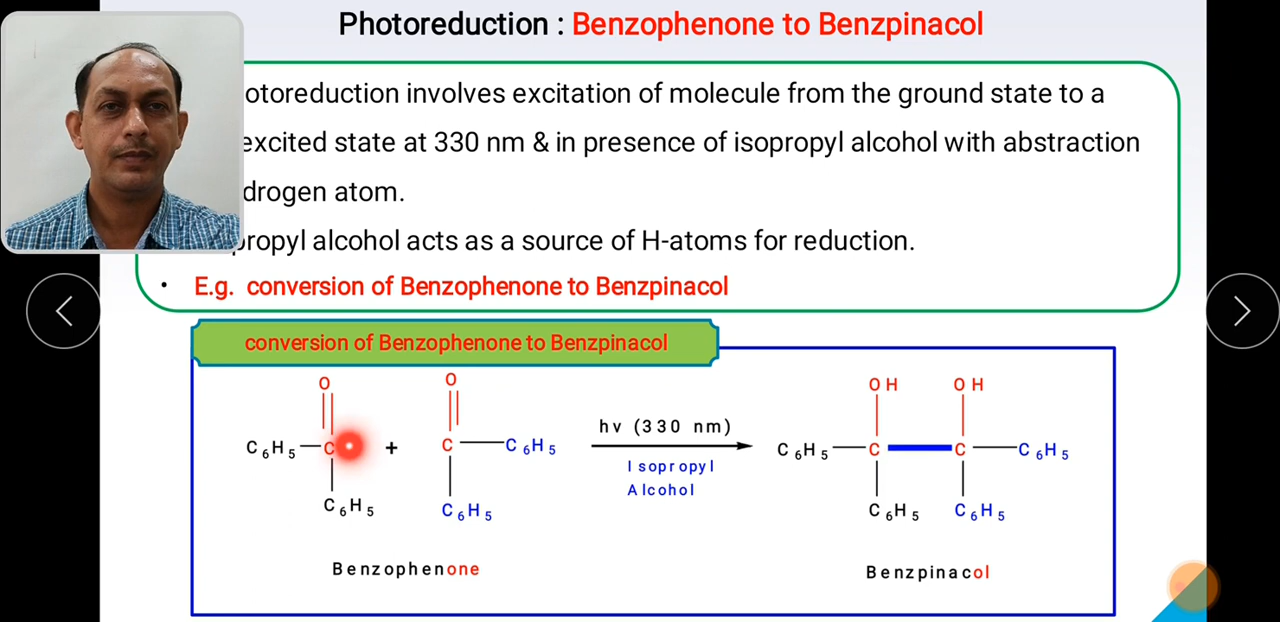 Photoreduction : Benzophenone to Benzpinacol
otoreduction involves excitation of molecule from the ground state to a
excited state at 330 nm & in presence of isopropyl alcohol with abstraction
drogen atom.
propyl alcohol acts as a source of H-atoms for reduction.
• E.g. conversion of Benzophenone to Benzpinacol
conversion of Benzophenone to Benzpinacol
O O OH OH
C6H5 C + C C6H5 hv (330 nm) C6H5 C C C6H5
Isopropyl
Alcohol
C6H5 C6H5 C6H5 C6H5
Benzophenone Benzpinacol